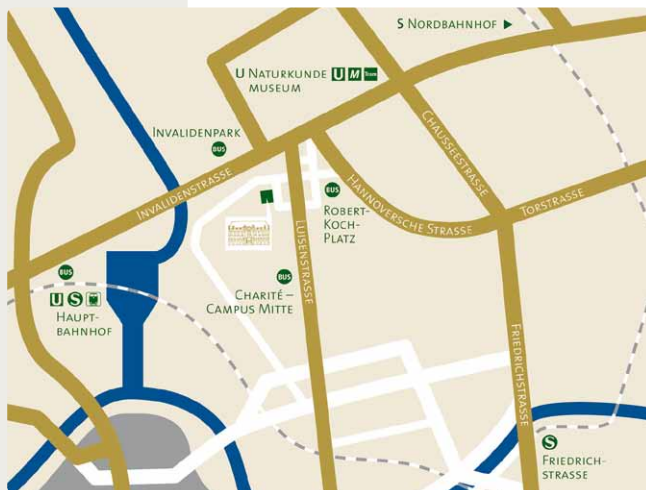 S NORDBAHNHOF
U NATURKUNDE
MUSEUM
U M Tram
INVALIDENPARK
BUS
CHAUSSEESTRASSE
INVALIDENSTRASSE
BUS
ROBERT-
KOCH-
PLATZ
HANNOVERSCHE STRASSE
TORSTRASSE
LUISENSTRASSE
BUS
CHARITÉ –
CAMPUS MITTE
BUS
U S
HAUPT-
BAHNHOF
FRIEDRICHSTRASSE
S
FRIEDRICH-
STRASSE